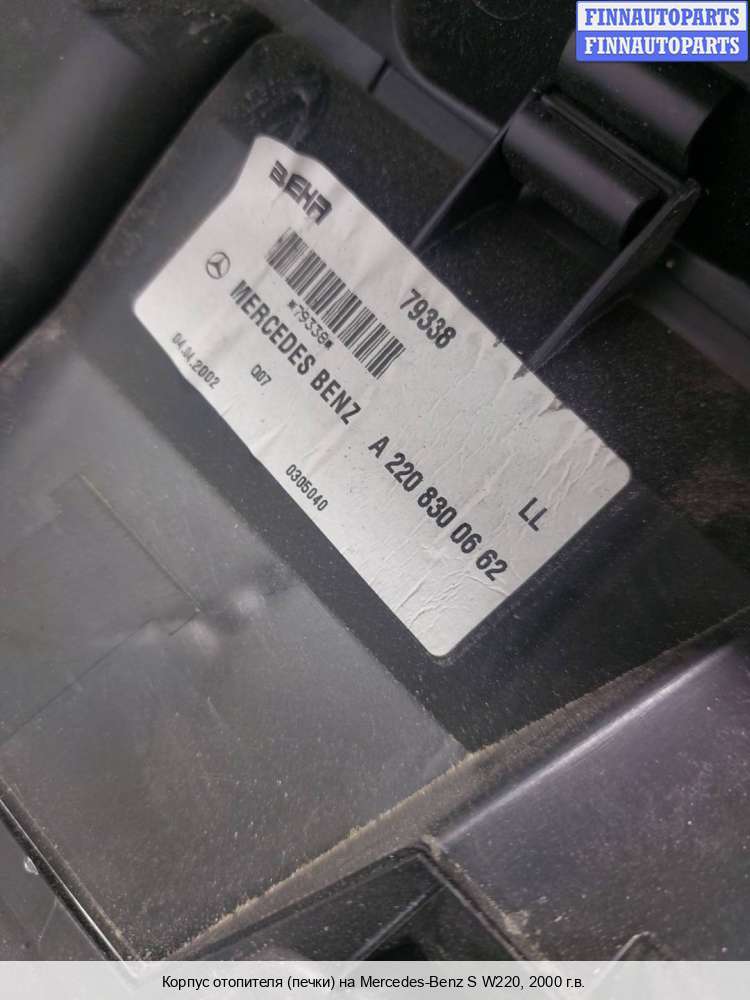 FINNAUTOPARTS
FINNAUTOPARTS
BEHR
*79338*
79338
MERCEDES BENZ
A 220 830 06 62
LL
04.04.2002
Q07
0305040
Корпус отопителя (печки) на Mercedes-Benz S W220, 2000 г.в.